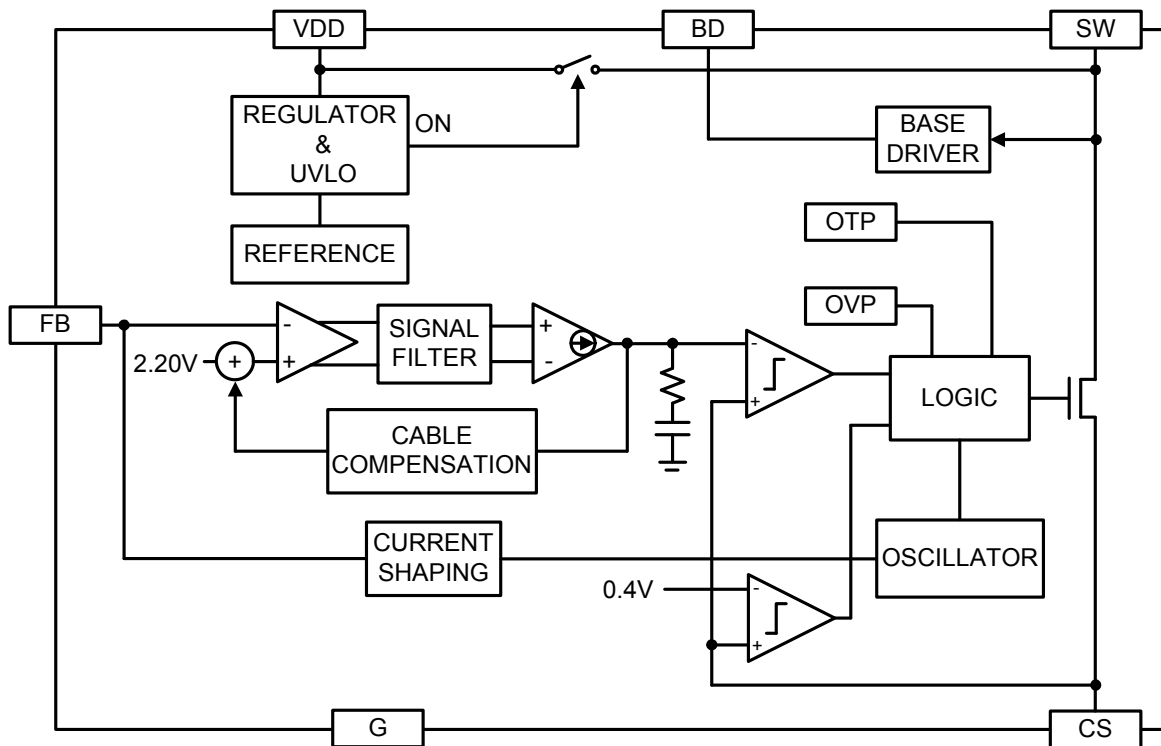 VDD
BD
SW
REGULATOR
&
UVLO
ON
BASE
DRIVER
REFERENCE
OTP
OVP
FB
-
+
2.20V
+
SIGNAL
FILTER
+
-
-
+
LOGIC
CABLE
COMPENSATION
CURRENT
SHAPING
OSCILLATOR
0.4V
-
+
G
CS